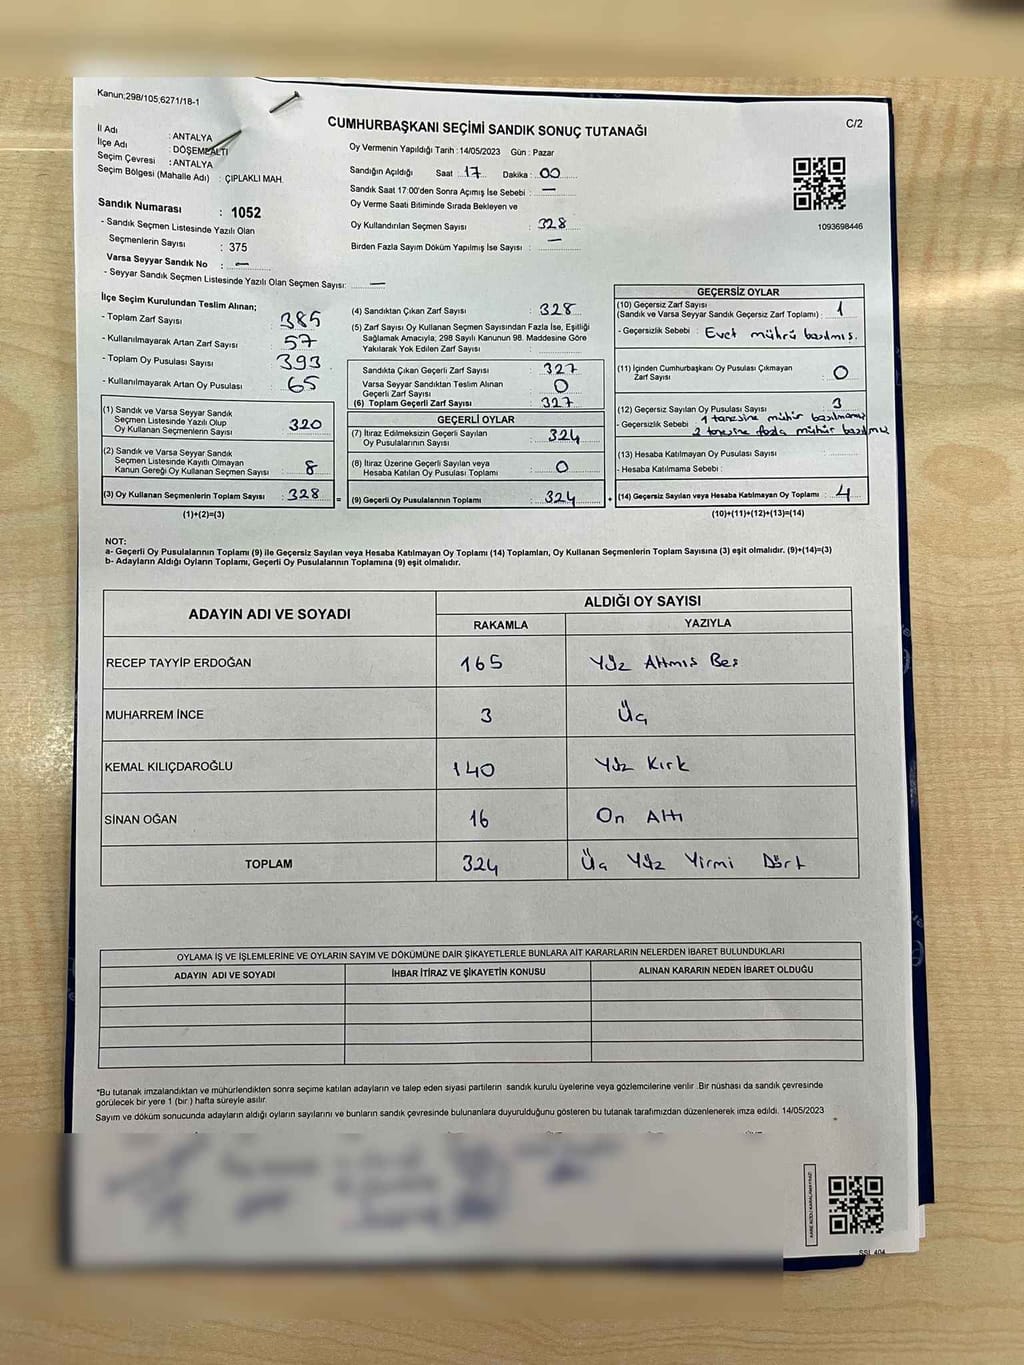 Kanun;298/105,6271/18-1
CUMHURBAŞKANI SEÇİMİ SANDIK SONUÇ TUTANAĞI
C/2
İl Adı : ANTALYA
İlçe Adı : DÖŞEMEALTI
Seçim Çevresi : ANTALYA
Seçim Bölgesi (Mahalle Adı) : ÇIPLAKLI MAH.
Oy Vermenin Yapıldığı Tarih :14/05/2023 Gün : Pazar
Sandığın Açıldığı Saat : 17 Dakika : 00
Sandık Saat 17:00'den Sonra Açımış İse Sebebi : —
Oy Verme Saati Bitiminde Sırada Bekleyen ve
Oy Kullandırılan Seçmen Sayısı : 328
Birden Fazla Sayım Döküm Yapılmış İse Sayısı : —
1093698446
Sandık Numarası : 1052
- Sandık Seçmen Listesinde Yazılı Olan
Seçmenlerin Sayısı : 375
Varsa Seyyar Sandık No : —
- Seyyar Sandık Seçmen Listesinde Yazılı Olan Seçmen Sayısı: —
İlçe Seçim Kurulundan Teslim Alınan;
- Toplam Zarf Sayısı 385
- Kullanılmayarak Artan Zarf Sayısı 57
- Toplam Oy Pusulası Sayısı 393
- Kullanılmayarak Artan Oy Pusulası 65
(1) Sandık ve Varsa Seyyar Sandık
Seçmen Listesinde Yazılı Olup
Oy Kullanan Seçmenlerin Sayısı 320
(2) Sandık ve Varsa Seyyar Sandık
Seçmen Listesinde Kayıtlı Olmayan
Kanun Gereği Oy Kullanan Seçmen Sayısı 8
(3) Oy Kullanan Seçmenlerin Toplam Sayısı : 328 =
(1)+(2)=(3)
(4) Sandıktan Çıkan Zarf Sayısı : 328
(5) Zarf Sayısı Oy Kullanan Seçmen Sayısından Fazla İse, Eşitliği
Sağlamak Amacıyla; 298 Sayılı Kanunun 98. Maddesine Göre
Yakılarak Yok Edilen Zarf Sayısı :
Sandıkta Çıkan Geçerli Zarf Sayısı : 327
Varsa Seyyar Sandıktan Teslim Alınan
Geçerli Zarf Sayısı : 0
(6) Toplam Geçerli Zarf Sayısı : 327
GEÇERLİ OYLAR
(7) İtiraz Edilmeksizin Geçerli Sayılan
Oy Pusulalarının Sayısı : 324
(8) İtiraz Üzerine Geçerli Sayılan veya
Hesaba Katılan Oy Pusulası Toplamı : 0
(9) Geçerli Oy Pusulalarının Toplamı : 324 +
GEÇERSİZ OYLAR
(10) Geçersiz Zarf Sayısı
(Sandık ve Varsa Seyyar Sandık Geçersiz Zarf Toplamı) : 1
- Geçersizlik Sebebi : Evet mührü basılmış.
(11) İçinden Cumhurbaşkanı Oy Pusulası Çıkmayan
Zarf Sayısı : 0
(12) Geçersiz Sayılan Oy Pusulası Sayısı : 3
- Geçersizlik Sebebi 1 tanesine mühür basılmamış
2 tanesine fazla mühür basılmış
(13) Hesaba Katılmayan Oy Pusulası Sayısı :
- Hesaba Katılmama Sebebi :
(14) Geçersiz Sayılan veya Hesaba Katılmayan Oy Toplamı : 4
(10)+(11)+(12)+(13)=(14)
NOT:
a- Geçerli Oy Pusulalarının Toplamı (9) ile Geçersiz Sayılan veya Hesaba Katılmayan Oy Toplamı (14) Toplamları, Oy Kullanan Seçmenlerin Toplam Sayısına (3) eşit olmalıdır. (9)+(14)=(3)
b- Adayların Aldığı Oyların Toplamı, Geçerli Oy Pusulalarının Toplamına (9) eşit olmalıdır.
ADAYIN ADI VE SOYADI
ALDIĞI OY SAYISI
RAKAMLA YAZIYLA
RECEP TAYYİP ERDOĞAN 165 Yüz Altmış Beş
MUHARREM İNCE 3 Üç
KEMAL KILIÇDAROĞLU 140 Yüz Kırk
SİNAN OĞAN 16 On Altı
TOPLAM 324 Üç Yüz Yirmi Dört
OYLAMA İŞ VE İŞLEMLERİNE VE OYLARIN SAYIM VE DÖKÜMÜNE DAİR ŞİKAYETLERLE BUNLARA AİT KARARLARIN NELERDEN İBARET BULUNDUKLARI
ADAYIN ADI VE SOYADI İHBAR İTİRAZ VE ŞİKAYETİN KONUSU ALINAN KARARIN NEDEN İBARET OLDUĞU
*Bu tutanak imzalandıktan ve mühürlendikten sonra seçime katılan adayların ve talep eden siyasi partilerin sandık kurulu üyelerine veya gözlemcilerine verilir .Bir nüshası da sandık çevresinde
görülecek bir yere 1 (bir ) hafta süreyle asılır.
Sayım ve döküm sonucunda adayların aldığı oyların sayılarını ve bunların sandık çevresinde bulunanlara duyurulduğunu gösteren bu tutanak tarafımızdan düzenlenerek imza edildi. 14/05/2023
SSI 404